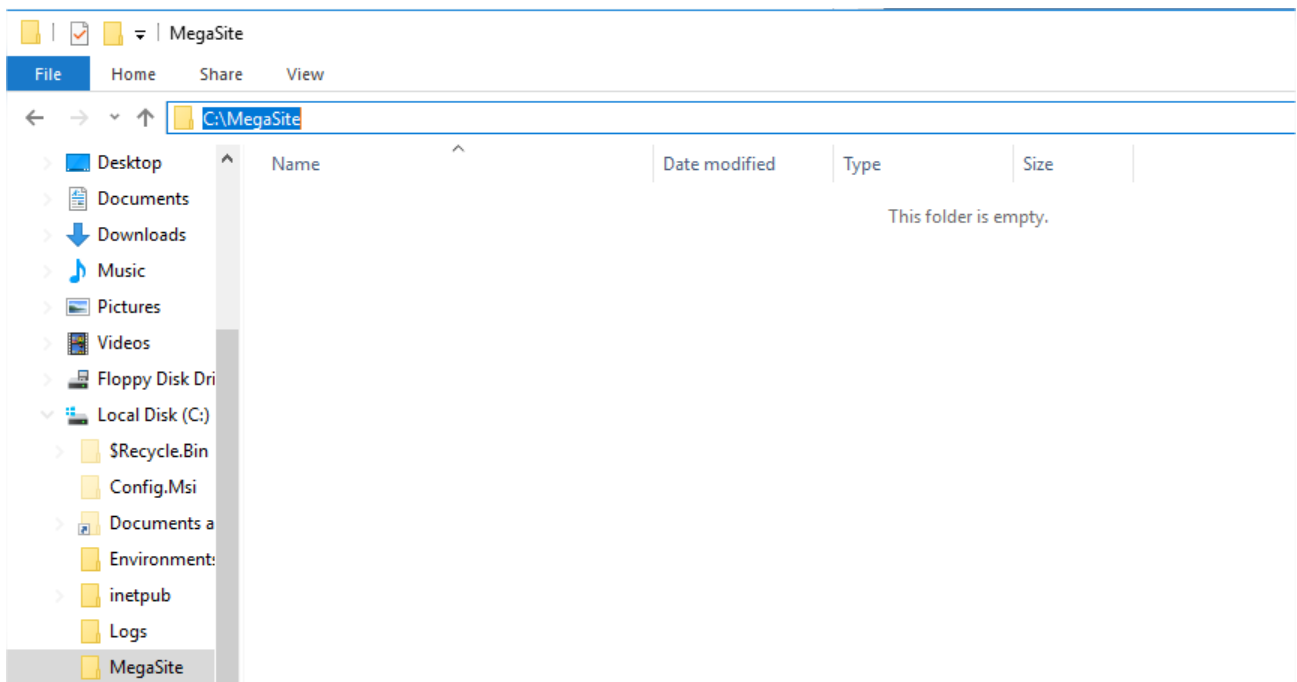 MegaSite
File Home Share View
C:\MegaSite
Name Date modified Type Size
This folder is empty.
Desktop
Documents
Downloads
Music
Pictures
Videos
Floppy Disk Dri
Local Disk (C:)
$Recycle.Bin
Config.Msi
Documents a
Environment
inetpub
Logs
MegaSite